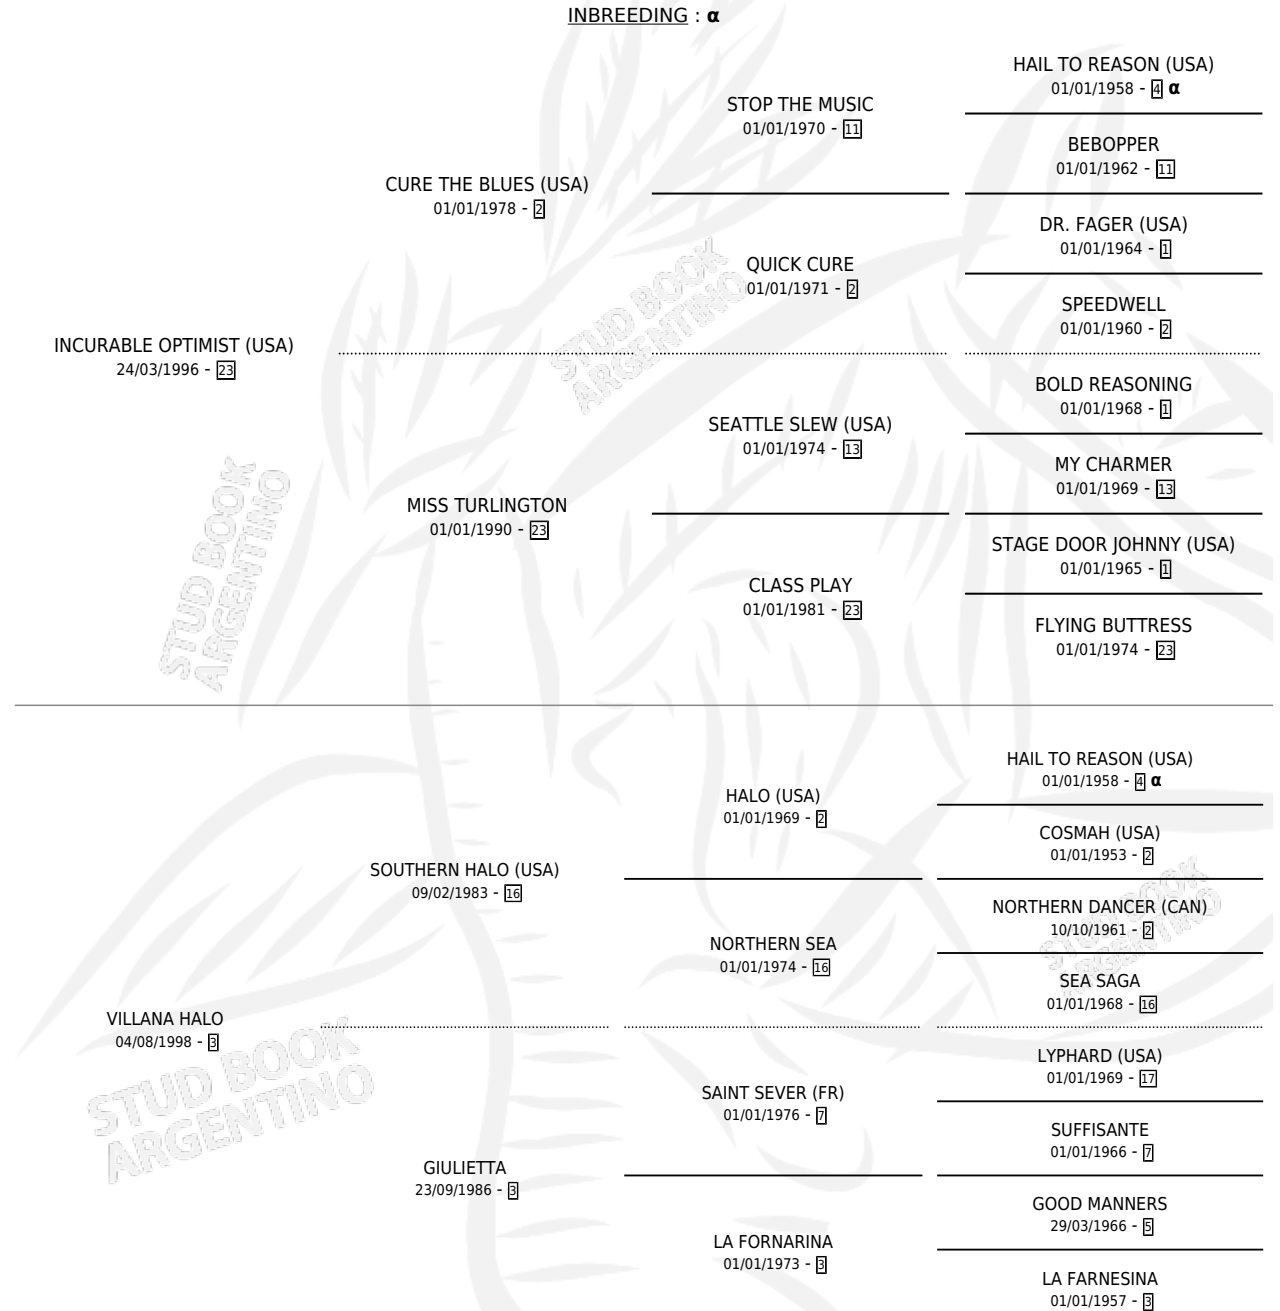 INBREEDING : α
HAIL TO REASON (USA)
01/01/1958 - 4 α
STOP THE MUSIC
01/01/1970 - 11
BEBOPPER
01/01/1962 - 11
CURE THE BLUES (USA)
01/01/1978 - 2
DR. FAGER (USA)
01/01/1964 - 1
QUICK CURE
01/01/1971 - 2
SPEEDWELL
01/01/1960 - 2
INCURABLE OPTIMIST (USA)
24/03/1996 - 23
BOLD REASONING
01/01/1968 - 1
SEATTLE SLEW (USA)
01/01/1974 - 13
MY CHARMER
01/01/1969 - 13
MISS TURLINGTON
01/01/1990 - 23
STAGE DOOR JOHNNY (USA)
01/01/1965 - 1
CLASS PLAY
01/01/1981 - 23
FLYING BUTTRESS
01/01/1974 - 23
HAIL TO REASON (USA)
01/01/1958 - 4 α
HALO (USA)
01/01/1969 - 2
COSMAH (USA)
01/01/1953 - 2
SOUTHERN HALO (USA)
09/02/1983 - 16
NORTHERN DANCER (CAN)
10/10/1961 - 2
NORTHERN SEA
01/01/1974 - 16
SEA SAGA
01/01/1968 - 16
VILLANA HALO
04/08/1998 - 3
LYPHARD (USA)
01/01/1969 - 17
SAINT SEVER (FR)
01/01/1976 - 7
SUFFISANTE
01/01/1966 - 7
GIULIETTA
23/09/1986 - 3
GOOD MANNERS
29/03/1966 - 5
LA FORNARINA
01/01/1973 - 3
LA FARNESINA
01/01/1957 - 3
STUD BOOK
ARGENTINO
STUD BOOK
ARGENTINO
STUD BOOK
ARGENTINO
STUD BOOK
ARGENTINO